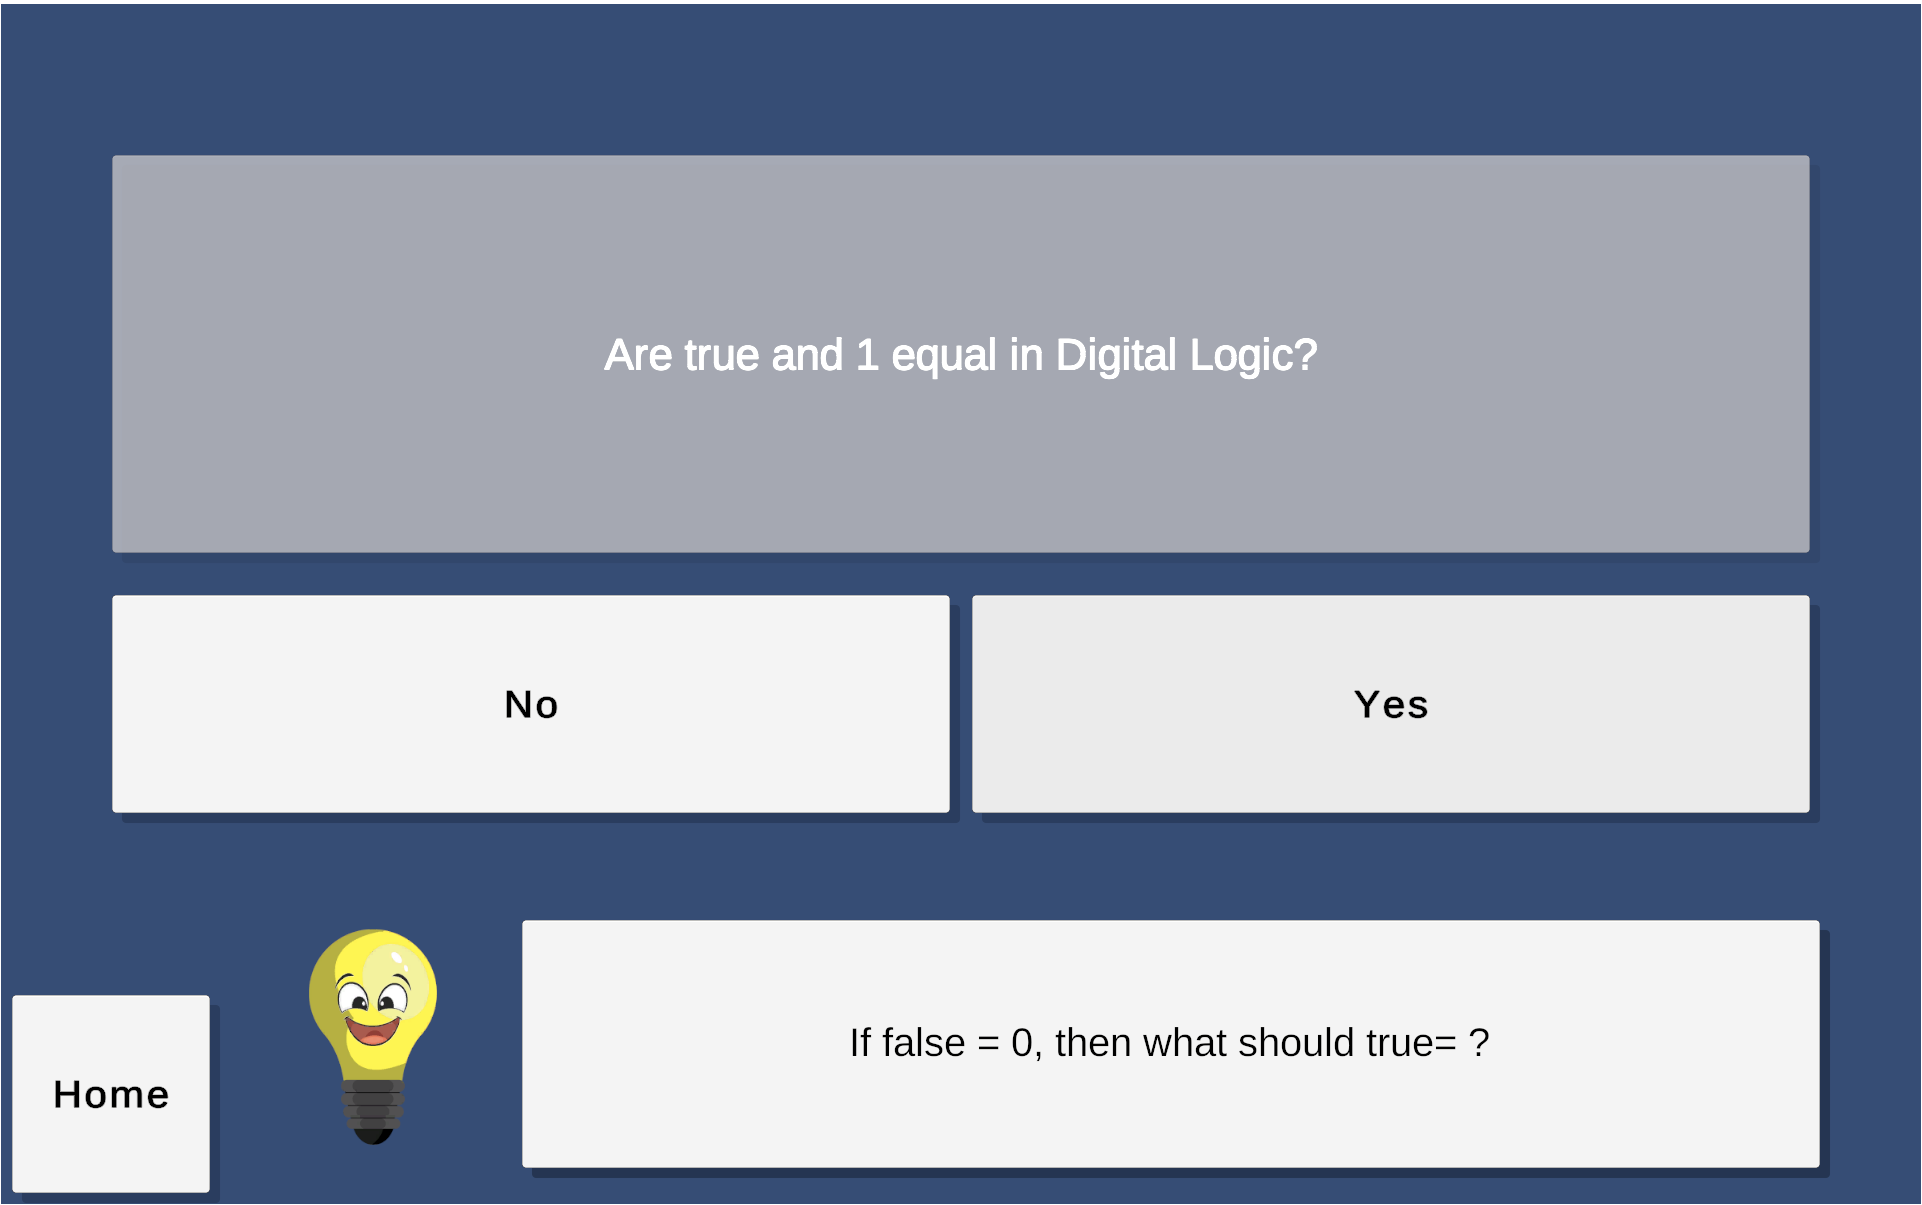 Are true and 1 equal in Digital Logic?
No
Yes
If false = 0, then what should true= ?
Home